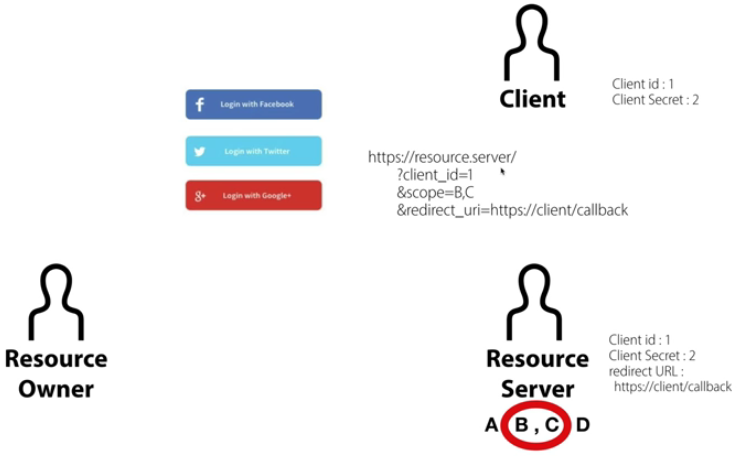 Client
Client id : 1
Client Secret : 2
f Login with Facebook
Login with Twitter
g+ Login with Google+
https://resource.server/
?client_id=1
&scope=B,C
&redirect_uri=https://client/callback
Resource
Owner
Resource
Server
A B , C D
Client id : 1
Client Secret : 2
redirect URL :
https://client/callback